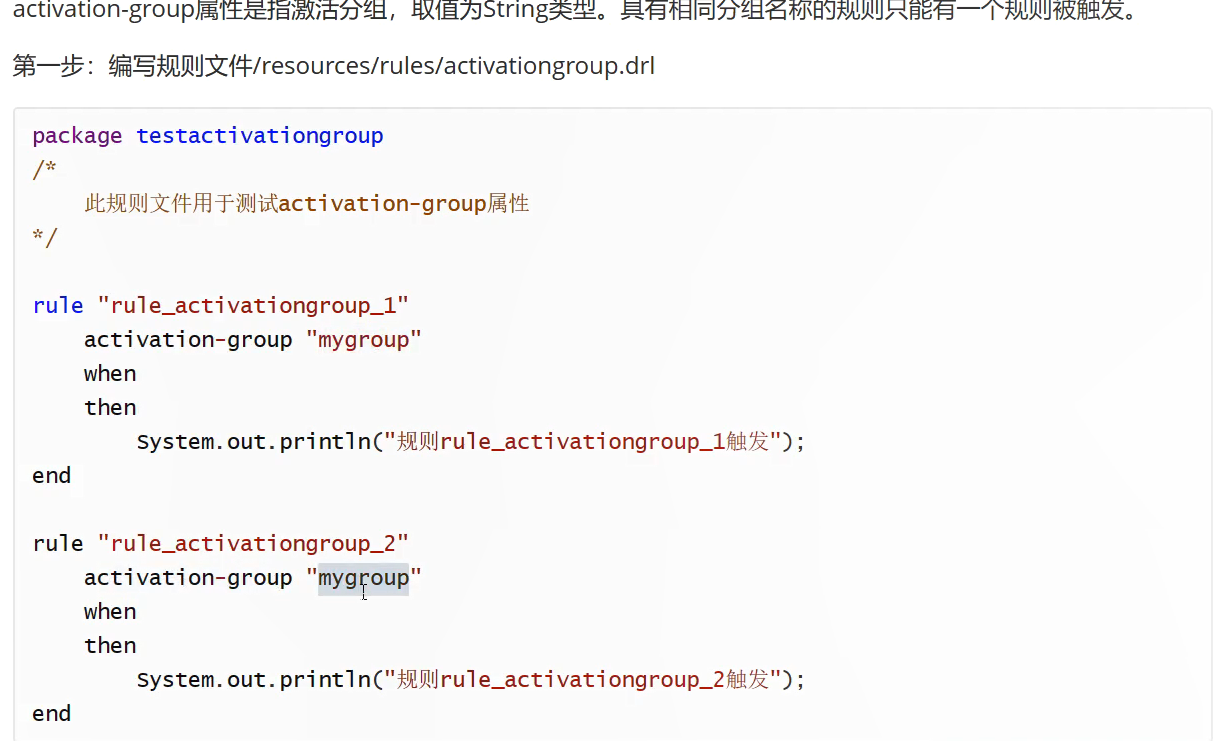 activation-group属性是指激活分组，取值为String类型。具有相同分组名称的规则只能有一个规则被触发。
第一步：编写规则文件/resources/rules/activationgroup.drl
package testactivationgroup
/*
    此规则文件用于测试activation-group属性
*/
rule "rule_activationgroup_1"
    activation-group "mygroup"
    when
    then
        System.out.println("规则rule_activationgroup_1触发");
end
rule "rule_activationgroup_2"
    activation-group "mygroup"
    when
    then
        System.out.println("规则rule_activationgroup_2触发");
end